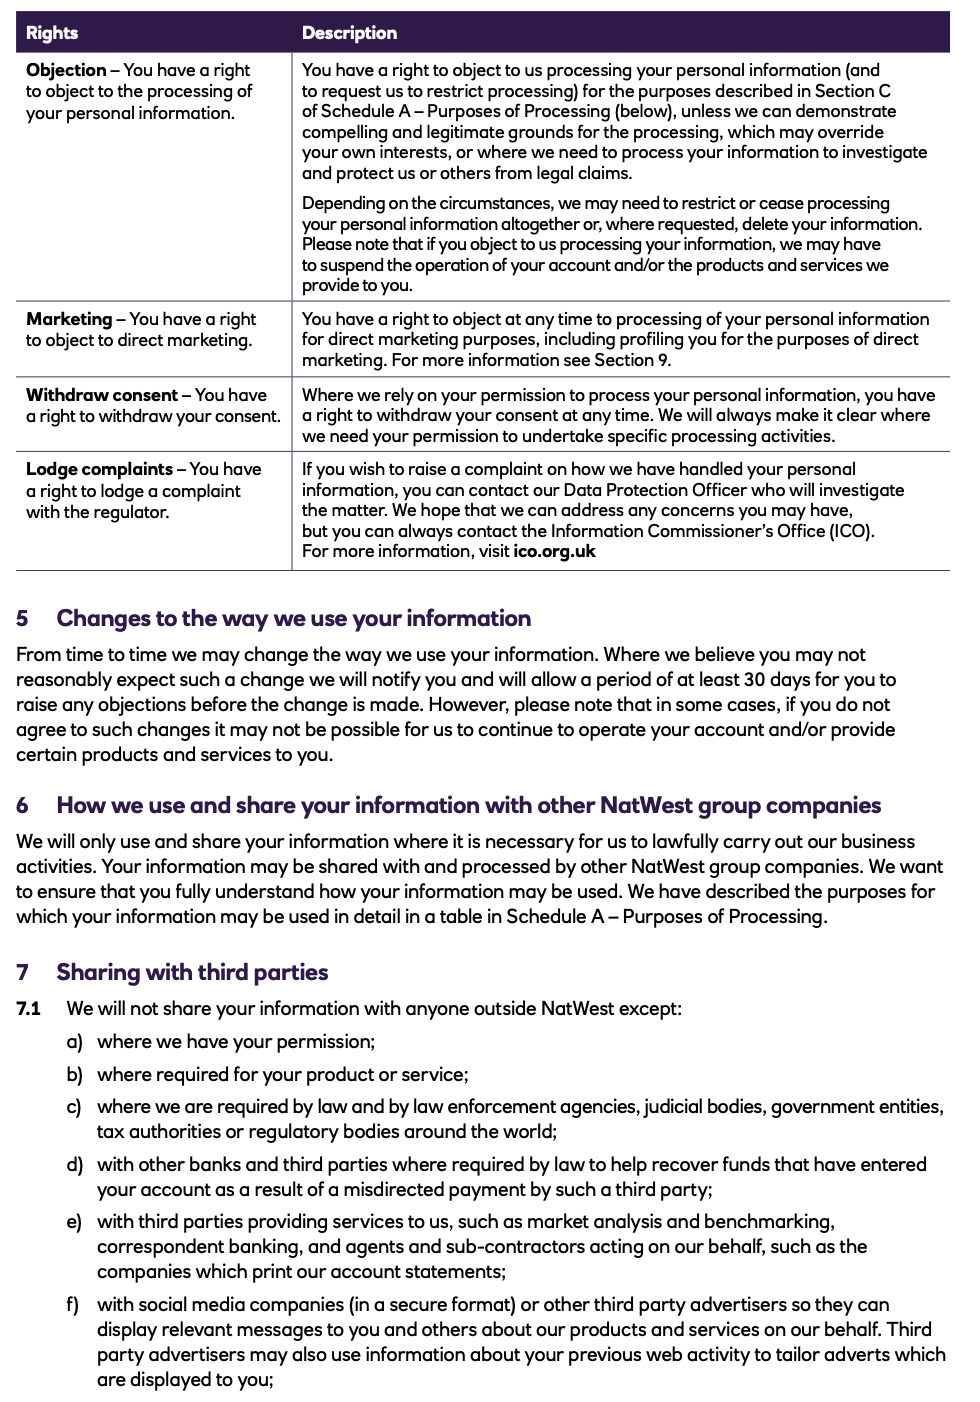 Rights
Description
Objection – You have a right
to object to the processing of
your personal information.
You have a right to object to us processing your personal information (and
to request us to restrict processing) for the purposes described in Section C
of Schedule A – Purposes of Processing (below), unless we can demonstrate
compelling and legitimate grounds for the processing, which may override
your own interests, or where we need to process your information to investigate
and protect us or others from legal claims.
Depending on the circumstances, we may need to restrict or cease processing
your personal information altogether or, where requested, delete your information.
Please note that if you object to us processing your information, we may have
to suspend the operation of your account and/or the products and services we
provide to you.
Marketing – You have a right
to object to direct marketing.
You have a right to object at any time to processing of your personal information
for direct marketing purposes, including profiling you for the purposes of direct
marketing. For more information see Section 9.
Withdraw consent – You have
a right to withdraw your consent.
Where we rely on your permission to process your personal information, you have
a right to withdraw your consent at any time. We will always make it clear where
we need your permission to undertake specific processing activities.
Lodge complaints – You have
a right to lodge a complaint
with the regulator.
If you wish to raise a complaint on how we have handled your personal
information, you can contact our Data Protection Officer who will investigate
the matter. We hope that we can address any concerns you may have,
but you can always contact the Information Commissioner's Office (ICO).
For more information, visit ico.org.uk
5 Changes to the way we use your information
From time to time we may change the way we use your information. Where we believe you may not
reasonably expect such a change we will notify you and will allow a period of at least 30 days for you to
raise any objections before the change is made. However, please note that in some cases, if you do not
agree to such changes it may not be possible for us to continue to operate your account and/or provide
certain products and services to you.
6 How we use and share your information with other NatWest group companies
We will only use and share your information where it is necessary for us to lawfully carry out our business
activities. Your information may be shared with and processed by other NatWest group companies. We want
to ensure that you fully understand how your information may be used. We have described the purposes for
which your information may be used in detail in a table in Schedule A – Purposes of Processing.
7 Sharing with third parties
7.1 We will not share your information with anyone outside NatWest except:
a) where we have your permission;
b) where required for your product or service;
c) where we are required by law and by law enforcement agencies, judicial bodies, government entities,
tax authorities or regulatory bodies around the world;
d) with other banks and third parties where required by law to help recover funds that have entered
your account as a result of a misdirected payment by such a third party;
e) with third parties providing services to us, such as market analysis and benchmarking,
correspondent banking, and agents and sub-contractors acting on our behalf, such as the
companies which print our account statements;
f) with social media companies (in a secure format) or other third party advertisers so they can
display relevant messages to you and others about our products and services on our behalf. Third
party advertisers may also use information about your previous web activity to tailor adverts which
are displayed to you;